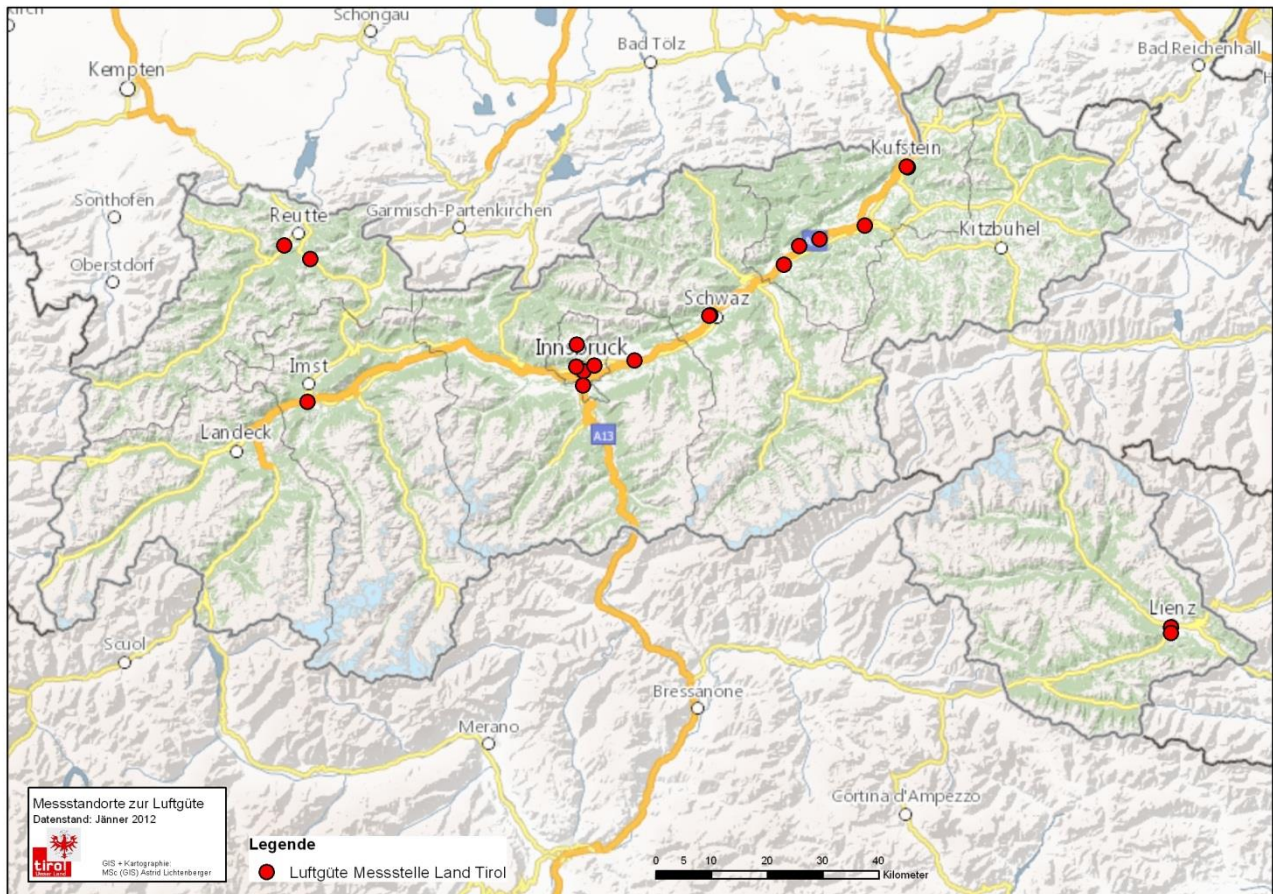 Schongau
Bad Tölz
Bad Reichenhall
Kempten
Kufstein
Sonthofen
Reutte
Garmisch-Partenkirchen
Kitzbuhel
Oberstdorf
Schwaz
Innsbruck
Imst
Landeck
A13
Lienz
Scuol
Bressanone
Merano
Cortina d'Ampezzo
Messstandorte zur Luftgüte
Datenstand: Jänner 2012
tirol
Unser Land
GIS + Kartographie:
MSc (GIS) Astrid Lichtenberger
Legende
Luftgüte Messstelle Land Tirol
0 5 10 20 30 40
Kilometer